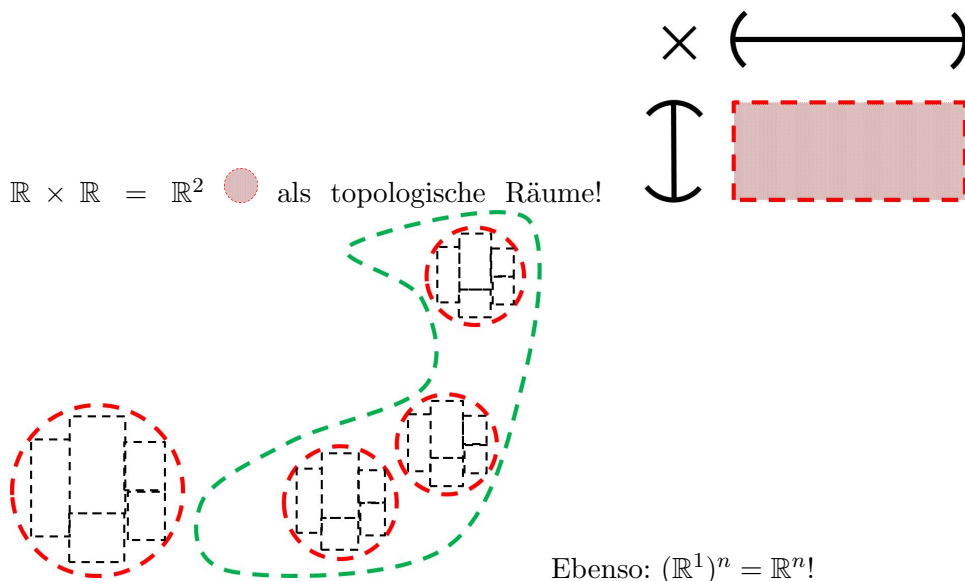 ×
ℝ × ℝ = ℝ² als topologische Räume!
Ebenso: (ℝ¹)ⁿ = ℝⁿ!